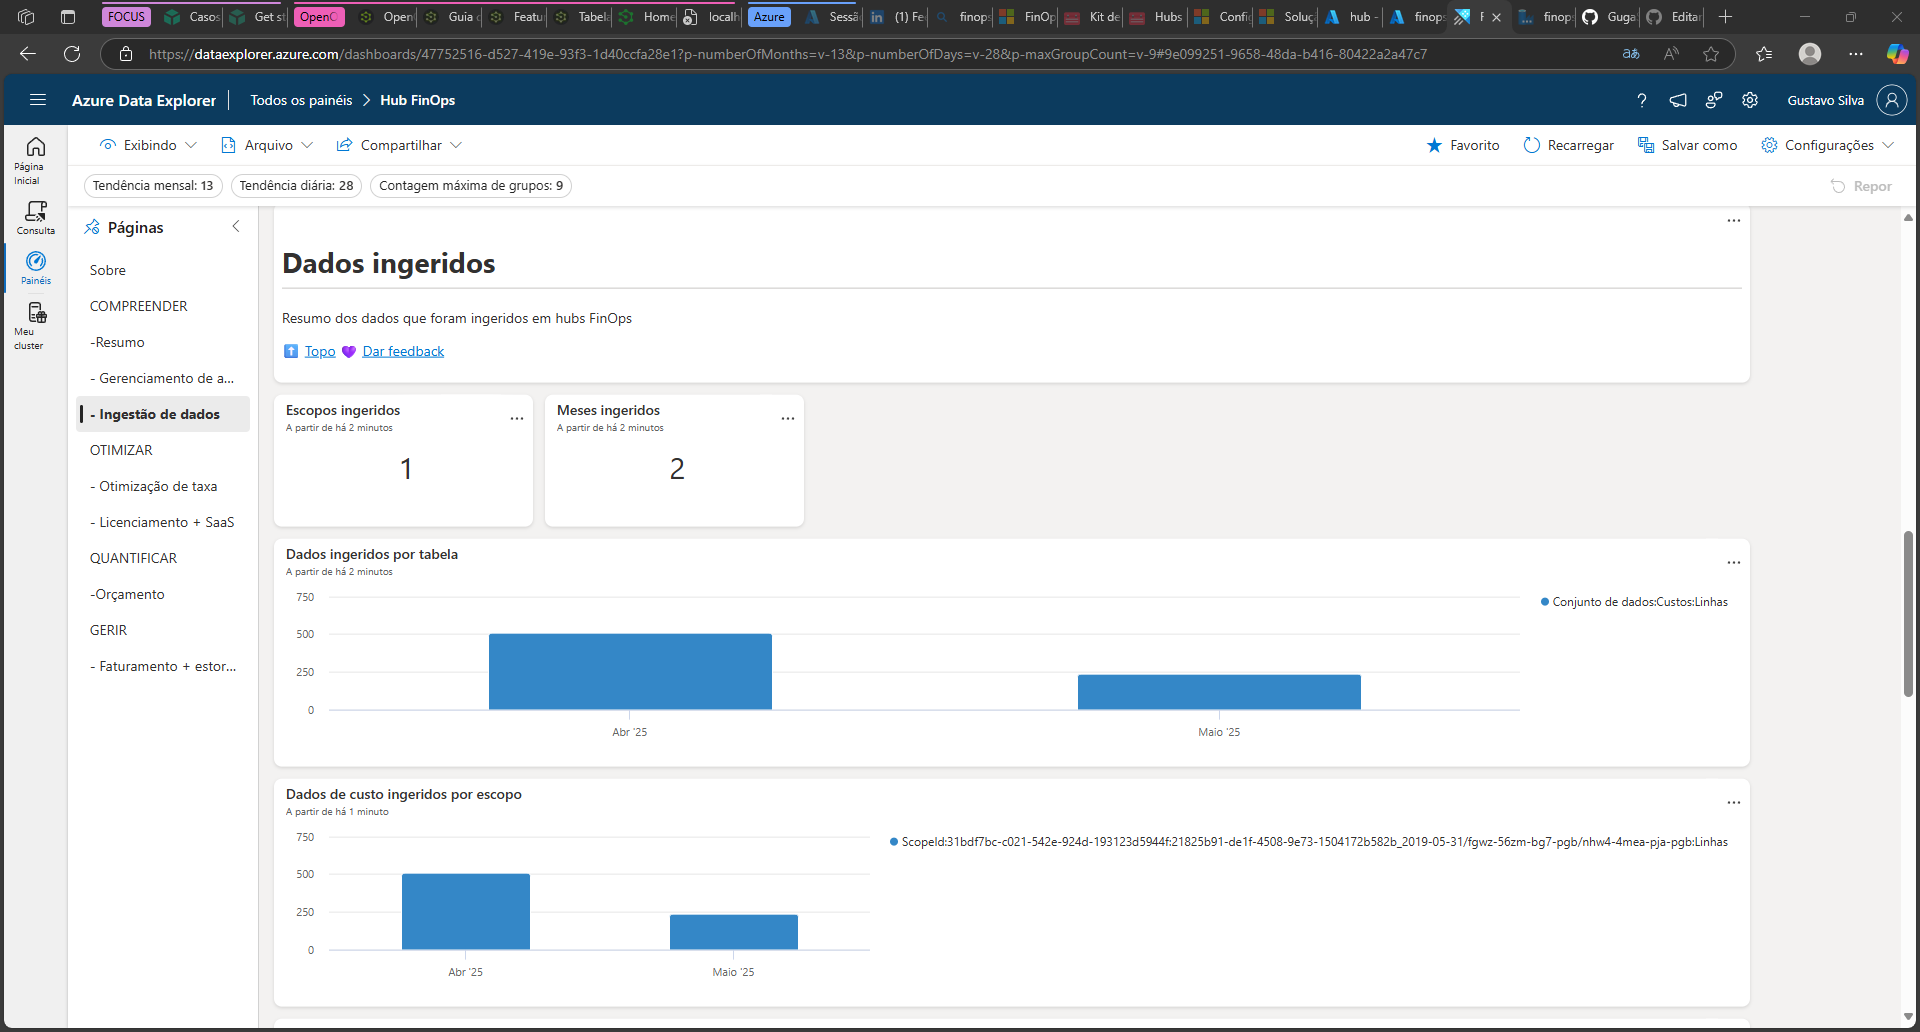 FOCUS
Casos
Get st
OpenC
Open
Guia d
Featur
Tabela
Home
localh
Azure
Sessã
(1) Fe
finops
FinOp
Kit de
Hubs
Config
Soluç
hub -
finops
F
finops
Guga
Editar
https://dataexplorer.azure.com/dashboards/47752516-d527-419e-93f3-1d40ccfa28e1?p-numberOfMonths=v-13&p-numberOfDays=v-28&p-maxGroupCount=v-9#9e099251-9658-48da-b416-80422a2a47c7
Azure Data Explorer
Todos os painéis > Hub FinOps
Gustavo Silva
Página Inicial
Consulta
Painéis
Meu cluster
Exibindo
Arquivo
Compartilhar
Favorito
Recarregar
Salvar como
Configurações
Tendência mensal: 13
Tendência diária: 28
Contagem máxima de grupos: 9
Repor
Páginas
Sobre
COMPREENDER
-Resumo
- Gerenciamento de a...
- Ingestão de dados
OTIMIZAR
- Otimização de taxa
- Licenciamento + SaaS
QUANTIFICAR
-Orçamento
GERIR
- Faturamento + estor...
Dados ingeridos
Resumo dos dados que foram ingeridos em hubs FinOps
⬆️ Topo 💜 Dar feedback
Escopos ingeridos
A partir de há 2 minutos
1
Meses ingeridos
A partir de há 2 minutos
2
Dados ingeridos por tabela
A partir de há 2 minutos
750
500
250
0
Abr '25
Maio '25
Conjunto de dados:Custos:Linhas
Dados de custo ingeridos por escopo
A partir de há 1 minuto
750
500
250
0
Abr '25
Maio '25
ScopeId:31bdf7bc-c021-542e-924d-193123d5944f:21825b91-de1f-4508-9e73-1504172b582b_2019-05-31/fgwz-56zm-bg7-pgb/nhw4-4mea-pja-pgb:Linhas